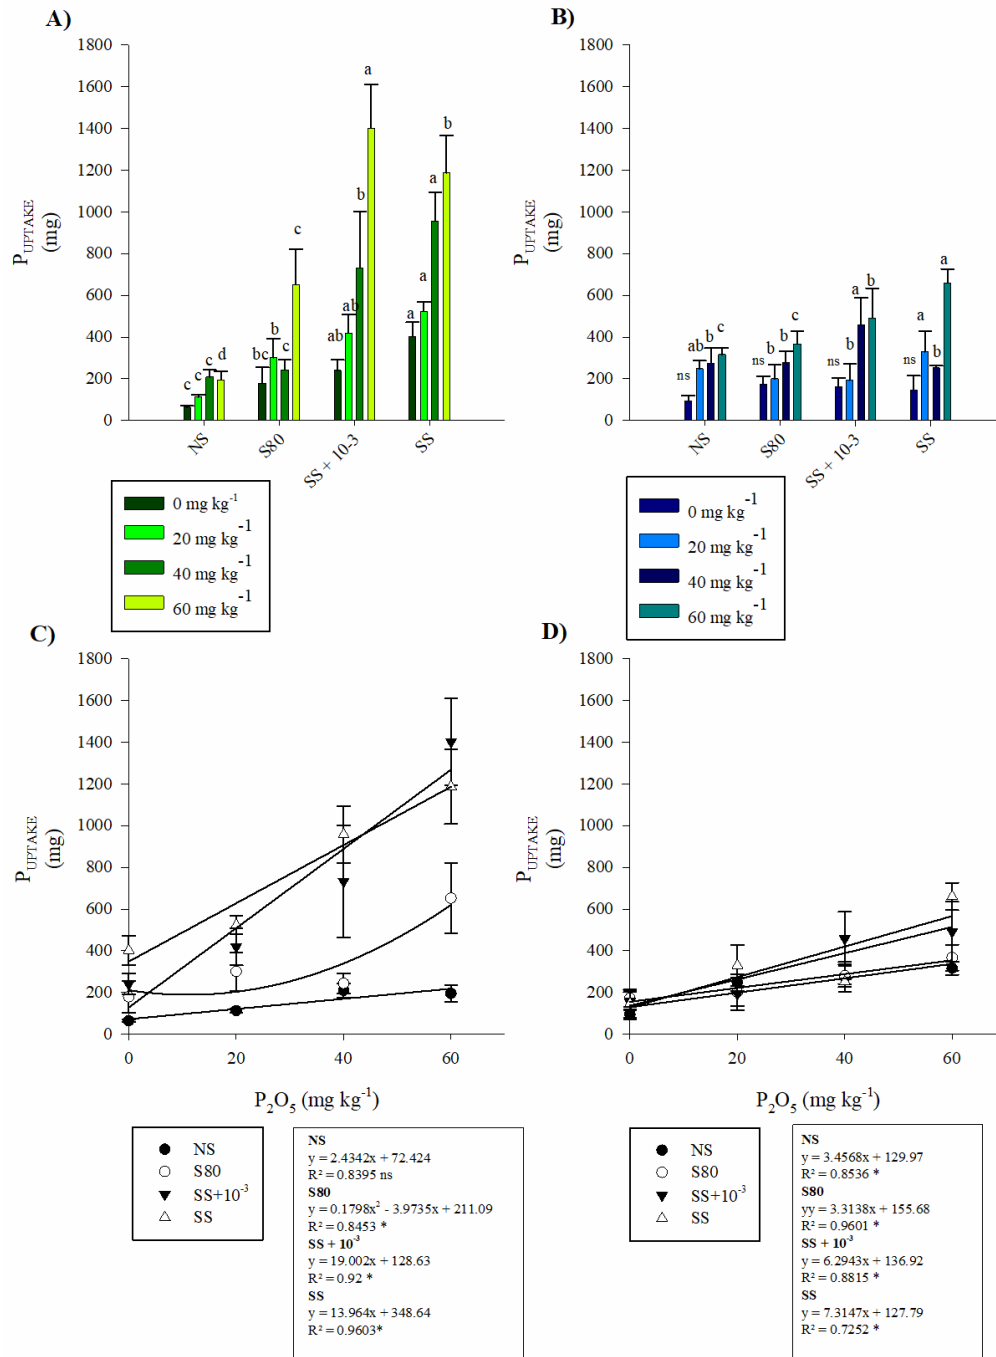 A)
1800
1600
1400
1200
1000
800
600
400
200
0
P_UPTAKE
(mg)
c c c d
bc b c c
ab ab b a
a a a b
NS S80 SS + 10-3 SS
0 mg kg⁻¹
20 mg kg⁻¹
40 mg kg⁻¹
60 mg kg⁻¹
B)
1800
1600
1400
1200
1000
800
600
400
200
0
P_UPTAKE
(mg)
ns ab b c
ns b b c
ns b a b
ns a b a
NS S80 SS + 10-3 SS
0 mg kg⁻¹
20 mg kg⁻¹
40 mg kg⁻¹
60 mg kg⁻¹
C)
1800
1600
1400
1200
1000
800
600
400
200
0
P_UPTAKE
(mg)
0 20 40 60
P₂O₅ (mg kg⁻¹)
NS
S80
SS+10⁻³
SS
NS
y = 2.4342x + 72.424
R² = 0.8395 ns
S80
y = 0.1798x² - 3.9735x + 211.09
R² = 0.8453 *
SS + 10⁻³
y = 19.002x + 128.63
R² = 0.92 *
SS
y = 13.964x + 348.64
R² = 0.9603*
D)
1800
1600
1400
1200
1000
800
600
400
200
0
P_UPTAKE
(mg)
0 20 40 60
P₂O₅ (mg kg⁻¹)
NS
S80
SS+10⁻³
SS
NS
y = 3.4568x + 129.97
R² = 0.8536 *
S80
yy = 3.3138x + 155.68
R² = 0.9601 *
SS + 10⁻³
y = 6.2943x + 136.92
R² = 0.8815 *
SS
y = 7.3147x + 127.79
R² = 0.7252 *